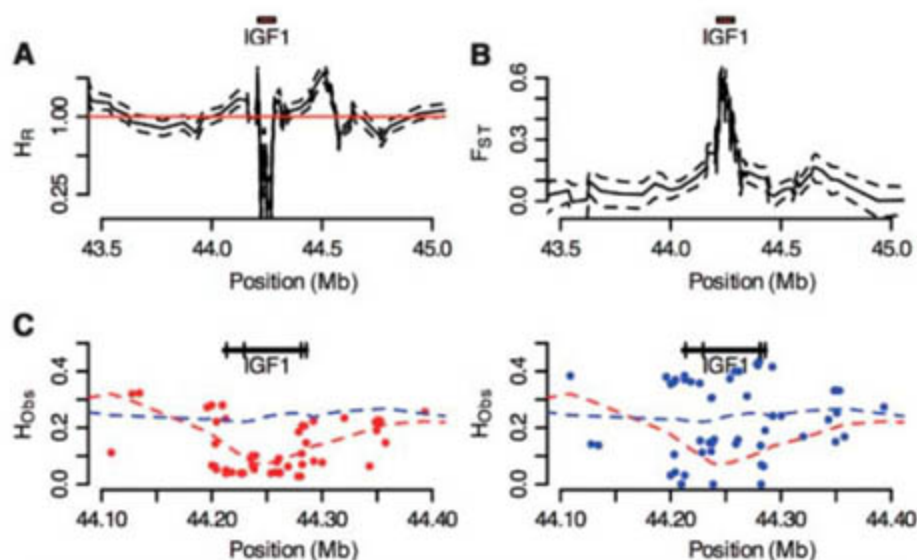 IGF1
IGF1
A
B
H_R
0.25
1.00
43.5 44.0 44.5 45.0
Position (Mb)
F_ST
0.0
0.3
0.6
43.5 44.0 44.5 45.0
Position (Mb)
C
H_Obs
0.0
0.2
0.4
IGF1
44.10 44.20 44.30 44.40
Position (Mb)
H_Obs
0.0
0.2
0.4
IGF1
44.10 44.20 44.30 44.40
Position (Mb)